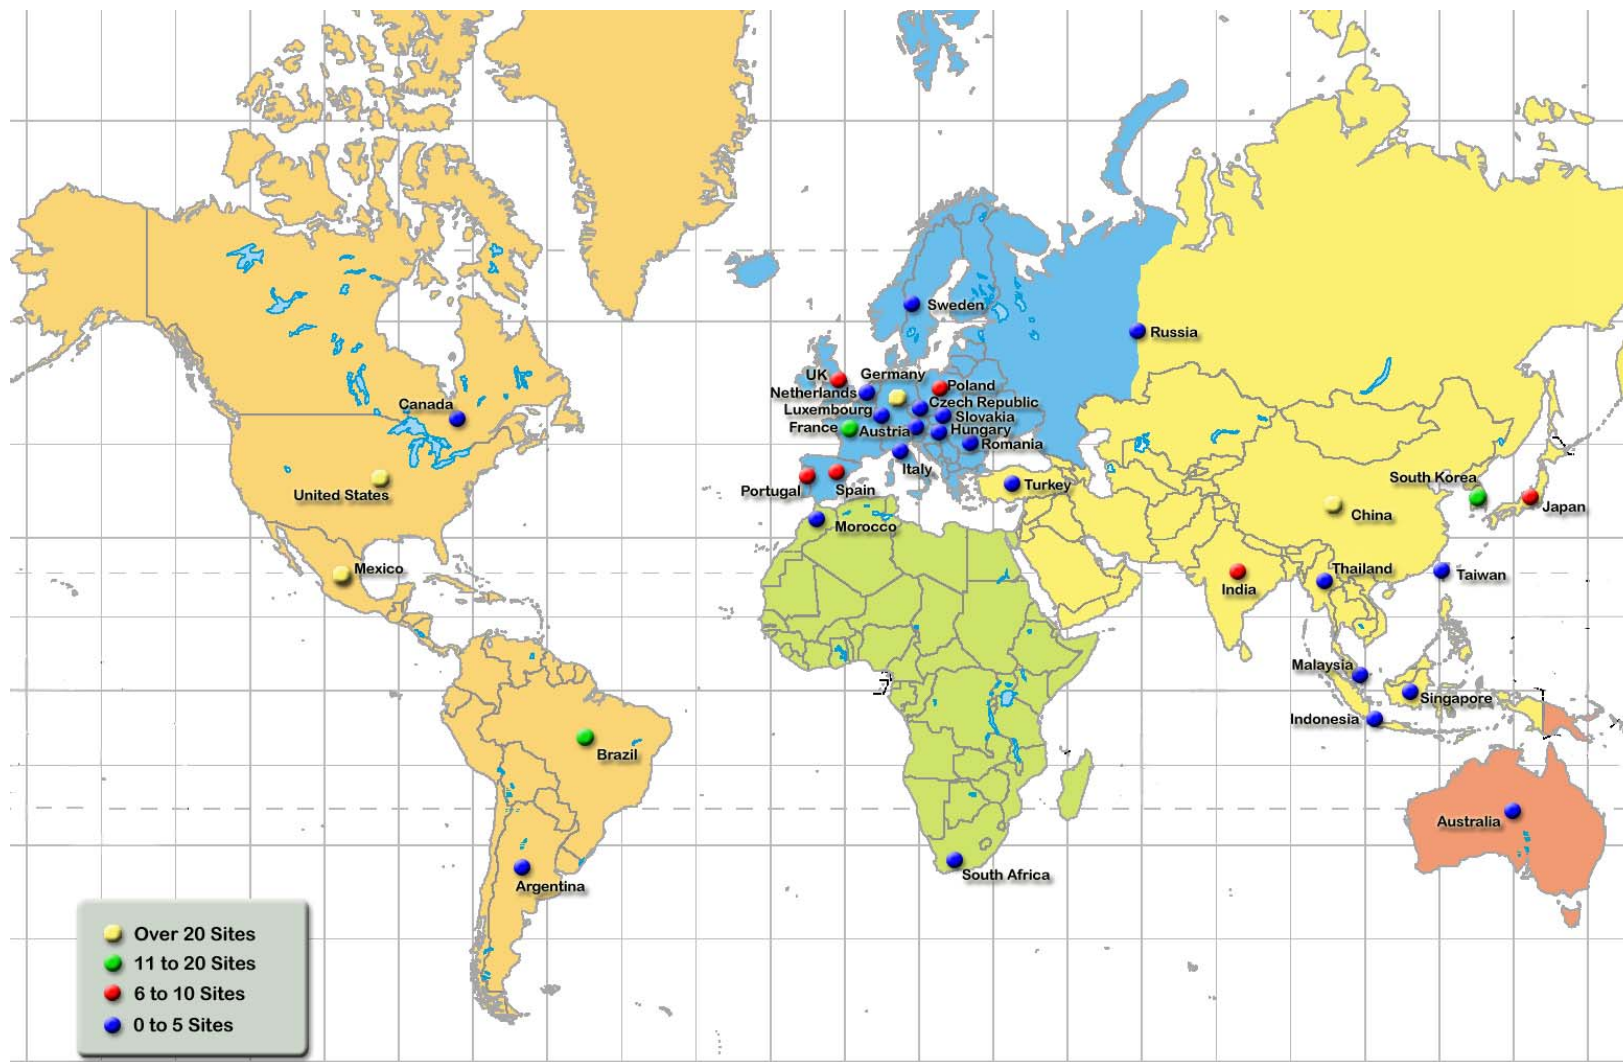 Sweden
Russia
UK
Germany
Poland
Netherlands
Czech Republic
Luxembourg
Slovakia
France
Austria
Hungary
Romania
Italy
Canada
United States
Portugal
Spain
Turkey
South Korea
Japan
China
Morocco
Mexico
Thailand
Taiwan
India
Malaysia
Singapore
Indonesia
Brazil
Australia
South Africa
Argentina
Over 20 Sites
11 to 20 Sites
6 to 10 Sites
0 to 5 Sites